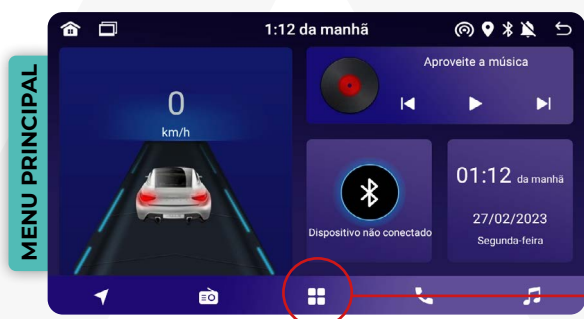 MENU PRINCIPAL
1:12 da manhã
0
km/h
Aproveite a música
Dispositivo não conectado
01:12 da manhã
27/02/2023
Segunda-feira